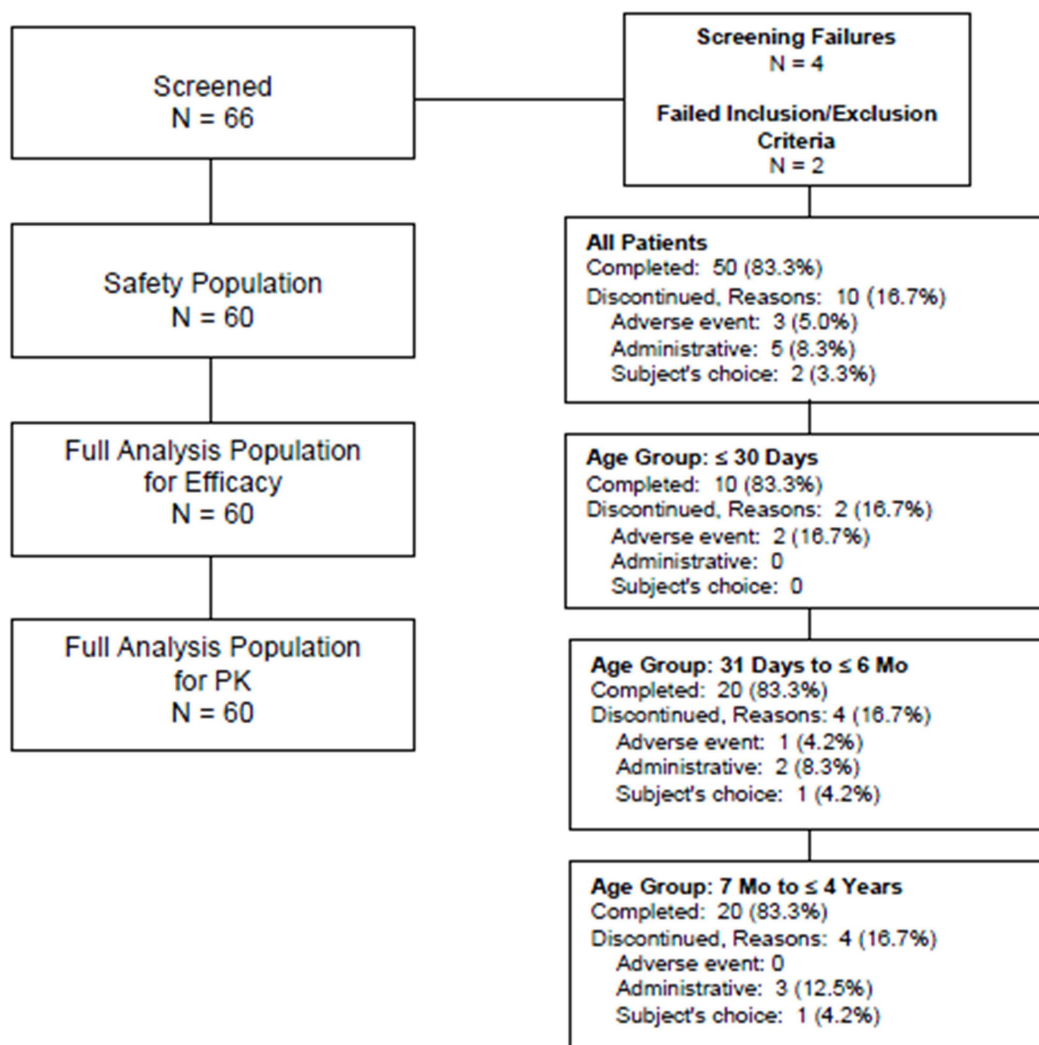 Screened
N = 66
Safety Population
N = 60
Full Analysis Population
for Efficacy
N = 60
Full Analysis Population
for PK
N = 60
Screening Failures
N = 4
Failed Inclusion/Exclusion
Criteria
N = 2
All Patients
Completed: 50 (83.3%)
Discontinued, Reasons: 10 (16.7%)
Adverse event: 3 (5.0%)
Administrative: 5 (8.3%)
Subject's choice: 2 (3.3%)
Age Group: ≤ 30 Days
Completed: 10 (83.3%)
Discontinued, Reasons: 2 (16.7%)
Adverse event: 2 (16.7%)
Administrative: 0
Subject's choice: 0
Age Group: 31 Days to ≤ 6 Mo
Completed: 20 (83.3%)
Discontinued, Reasons: 4 (16.7%)
Adverse event: 1 (4.2%)
Administrative: 2 (8.3%)
Subject's choice: 1 (4.2%)
Age Group: 7 Mo to ≤ 4 Years
Completed: 20 (83.3%)
Discontinued, Reasons: 4 (16.7%)
Adverse event: 0
Administrative: 3 (12.5%)
Subject's choice: 1 (4.2%)